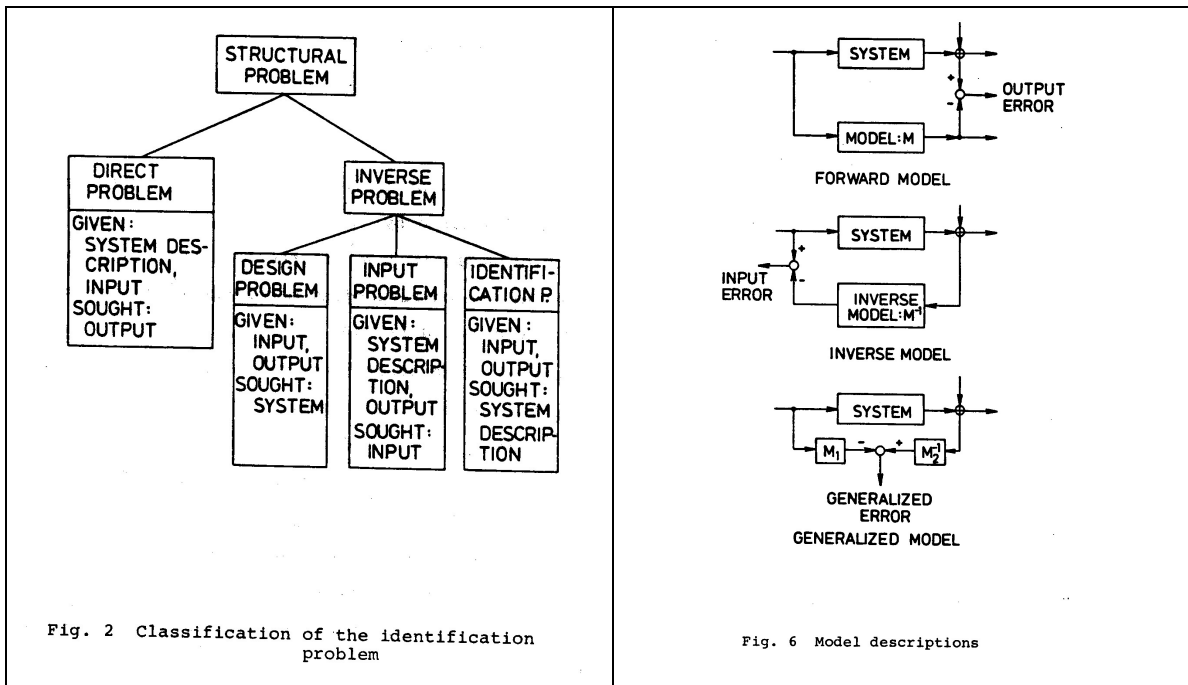 STRUCTURAL
PROBLEM
DIRECT
PROBLEM
GIVEN:
SYSTEM DES-
CRIPTION,
INPUT
SOUGHT:
OUTPUT
INVERSE
PROBLEM
DESIGN
PROBLEM
GIVEN:
INPUT,
OUTPUT
SOUGHT:
SYSTEM
INPUT
PROBLEM
GIVEN:
SYSTEM
DESCRIP-
TION,
OUTPUT
SOUGHT:
INPUT
IDENTIFI-
CATION P.
GIVEN:
INPUT,
OUTPUT
SOUGHT:
SYSTEM
DESCRIP-
TION
Fig. 2 Classification of the identification
problem
SYSTEM
+
-
OUTPUT
ERROR
MODEL:M
FORWARD MODEL
SYSTEM
+
-
INPUT
ERROR
INVERSE
MODEL:M⁻¹
INVERSE MODEL
SYSTEM
M₁
-
+
M₂⁻¹
GENERALIZED
ERROR
GENERALIZED MODEL
Fig. 6 Model descriptions